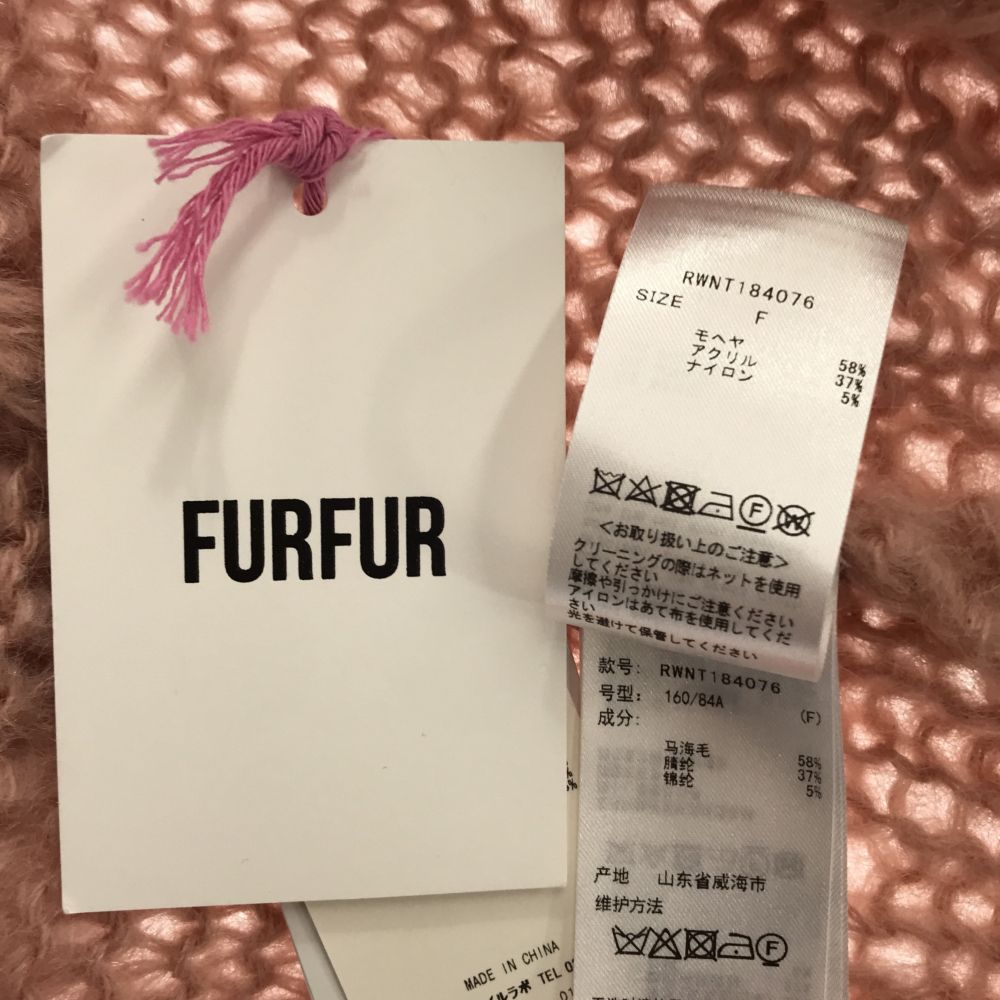 FURFUR
RWNT184076
SIZE F
モヘヤ 58%
アクリル 37%
ナイロン 5%
F
W
<お取り扱い上のご注意>
クリーニングの際はネットを使用
してください
摩擦や引っかけにご注意ください
アイロンはあて布を使用してくだ
さい
光を避けて保管してください
款号: RWNT184076
号型: 160/84A (F)
成分:
马海毛 58%
腈纶 37%
锦纶 5%
产地 山东省威海市
维护方法
F
MADE IN CHINA
イルラボ TEL